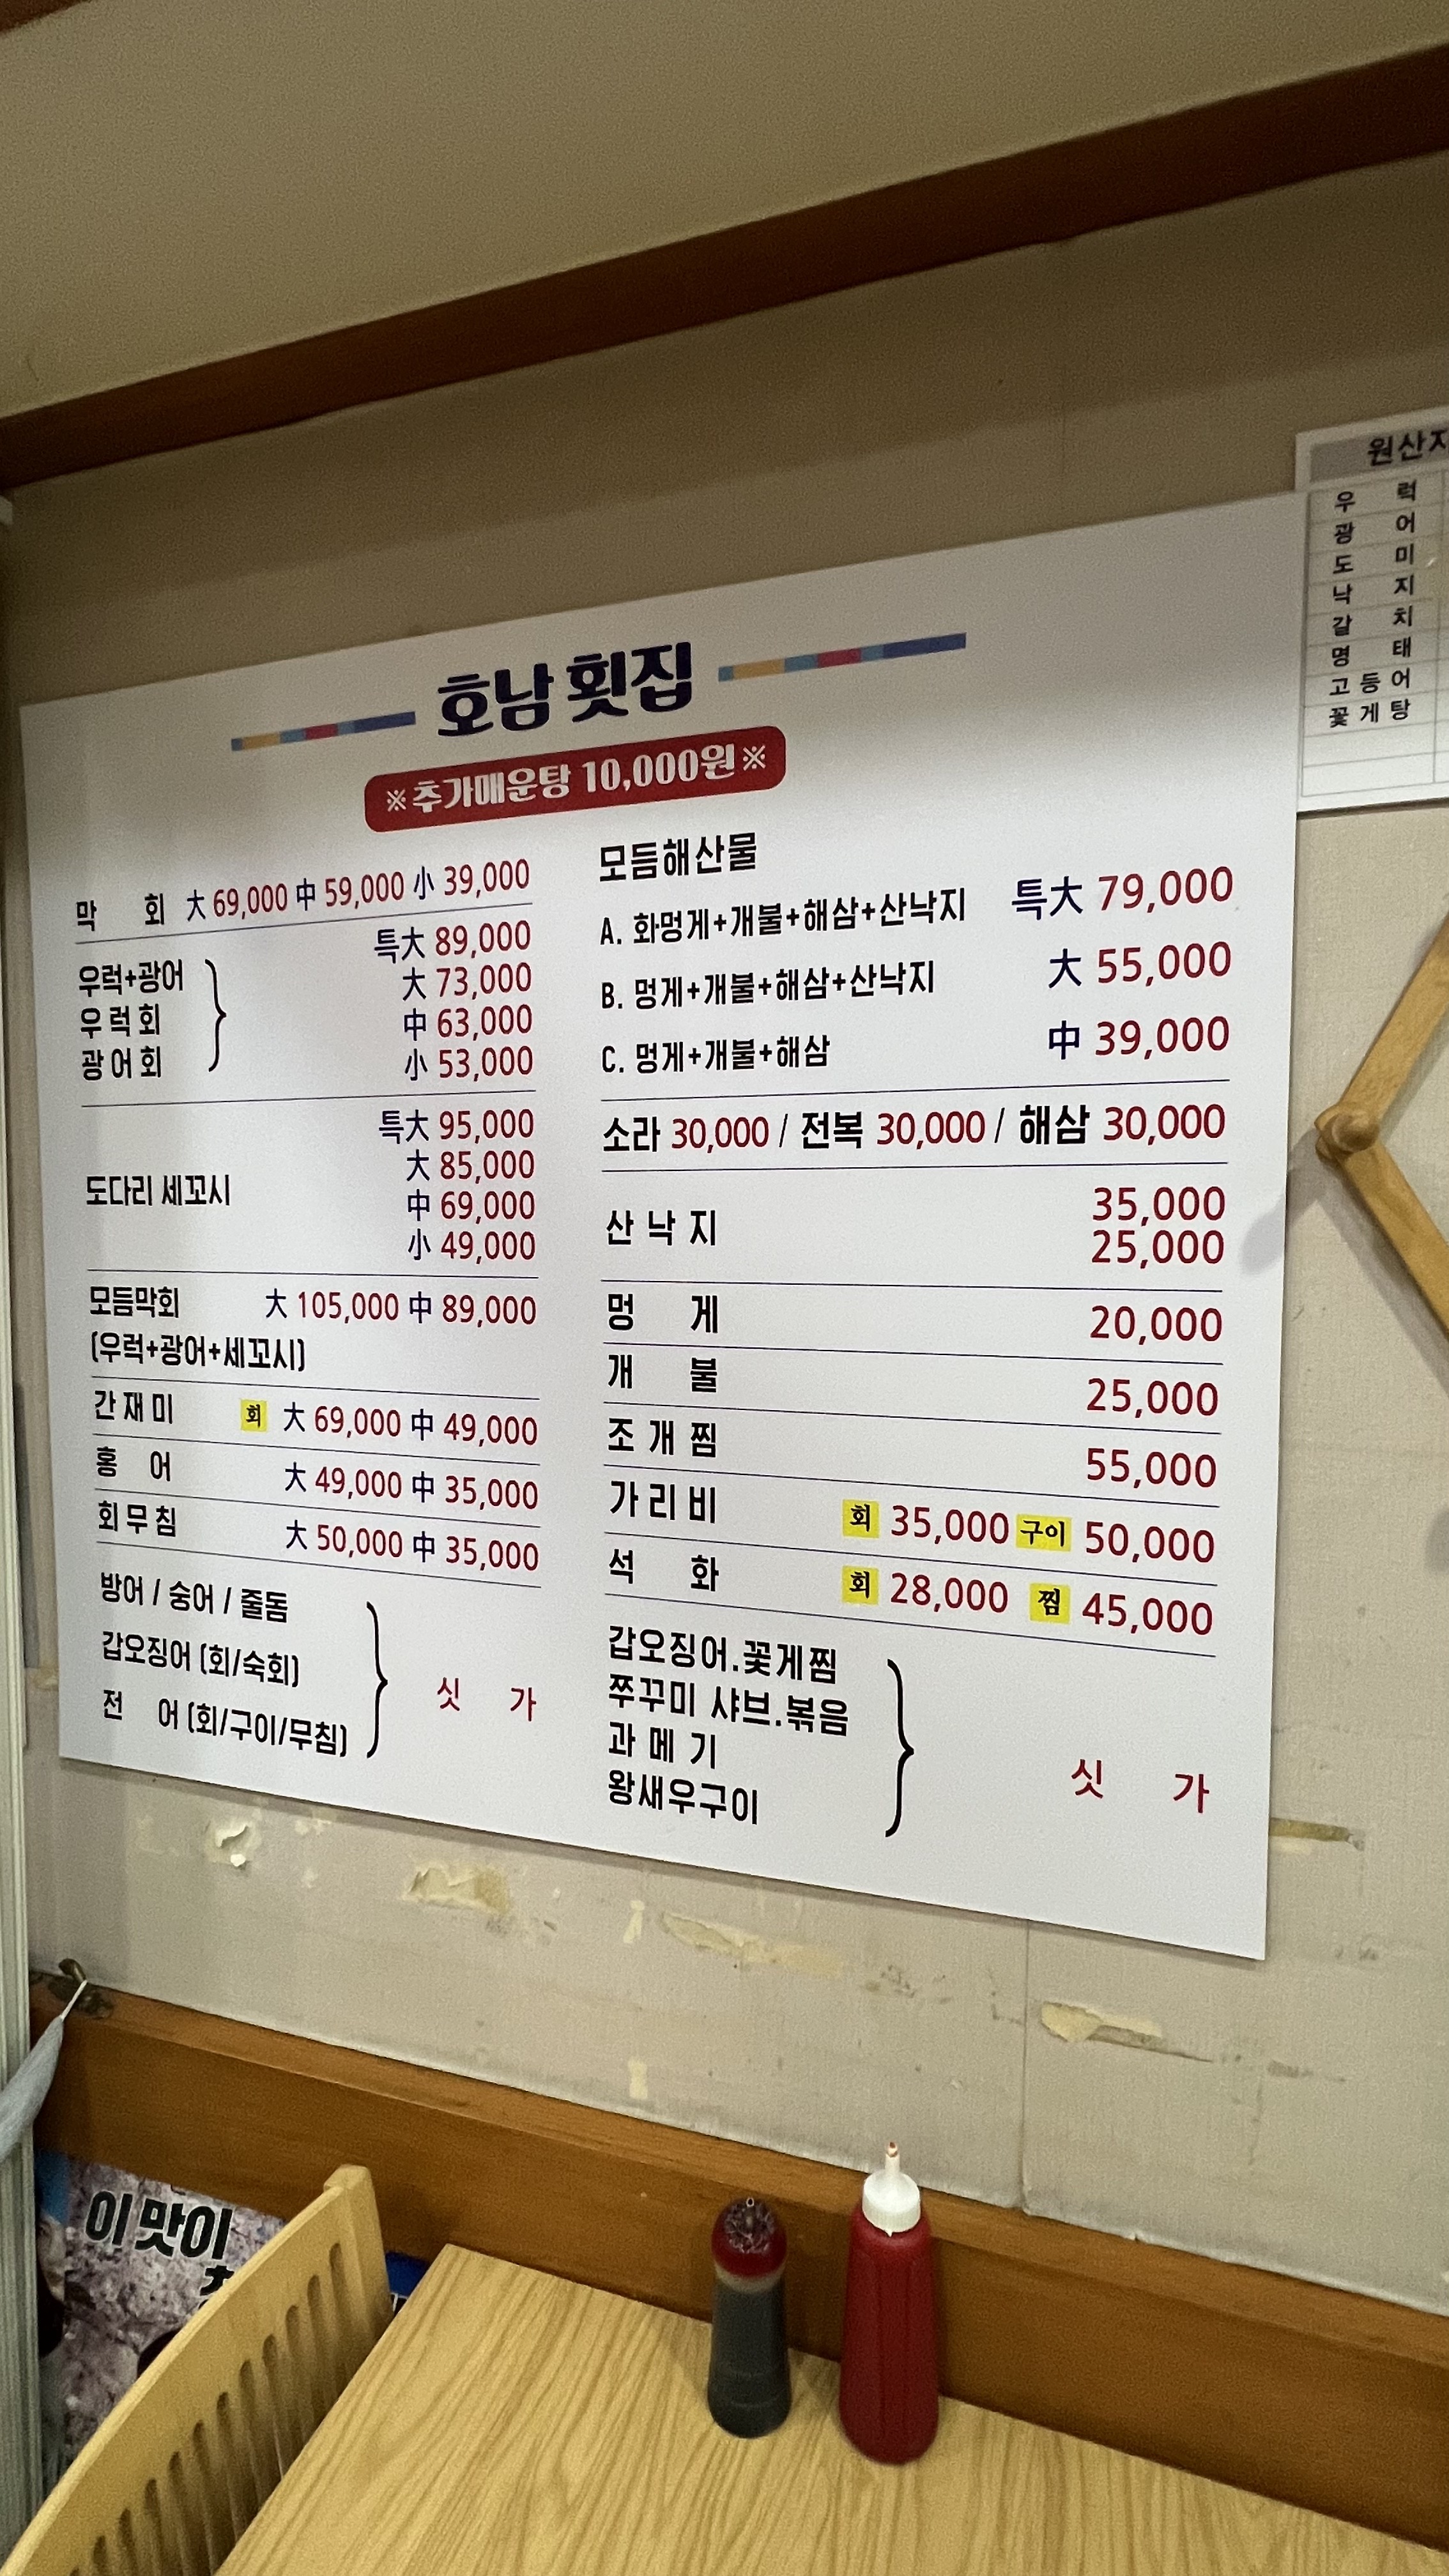 호남횟집
※추가매운탕 10,000원※
막 회 大 69,000 中 59,000 小 39,000
우럭+광어
우럭회
광어회
특大 89,000
大 73,000
中 63,000
小 53,000
도다리 세꼬시
특大 95,000
大 85,000
中 69,000
小 49,000
모듬막회 大 105,000 中 89,000
(우럭+광어+세꼬시)
간재미 회 大 69,000 中 49,000
홍 어 大 49,000 中 35,000
회무침 大 50,000 中 35,000
방어 / 숭어 / 줄돔
갑오징어 (회/숙회)
전 어 (회/구이/무침)
싯 가
모듬해산물
A. 화멍게+개불+해삼+산낙지 특大 79,000
B. 멍게+개불+해삼+산낙지 大 55,000
C. 멍게+개불+해삼 中 39,000
소라 30,000 / 전복 30,000 / 해삼 30,000
산낙지
35,000
25,000
멍 게 20,000
개 불 25,000
조개찜 55,000
가리비 회 35,000 구이 50,000
석 화 회 28,000 찜 45,000
갑오징어.꽃게찜
쭈꾸미 샤브.볶음
과메기
왕새우구이
싯 가
원산지
우 럭
광 어
도 미
낙 지
갈 치
명 태
고등어
꽃게탕
이 맛이